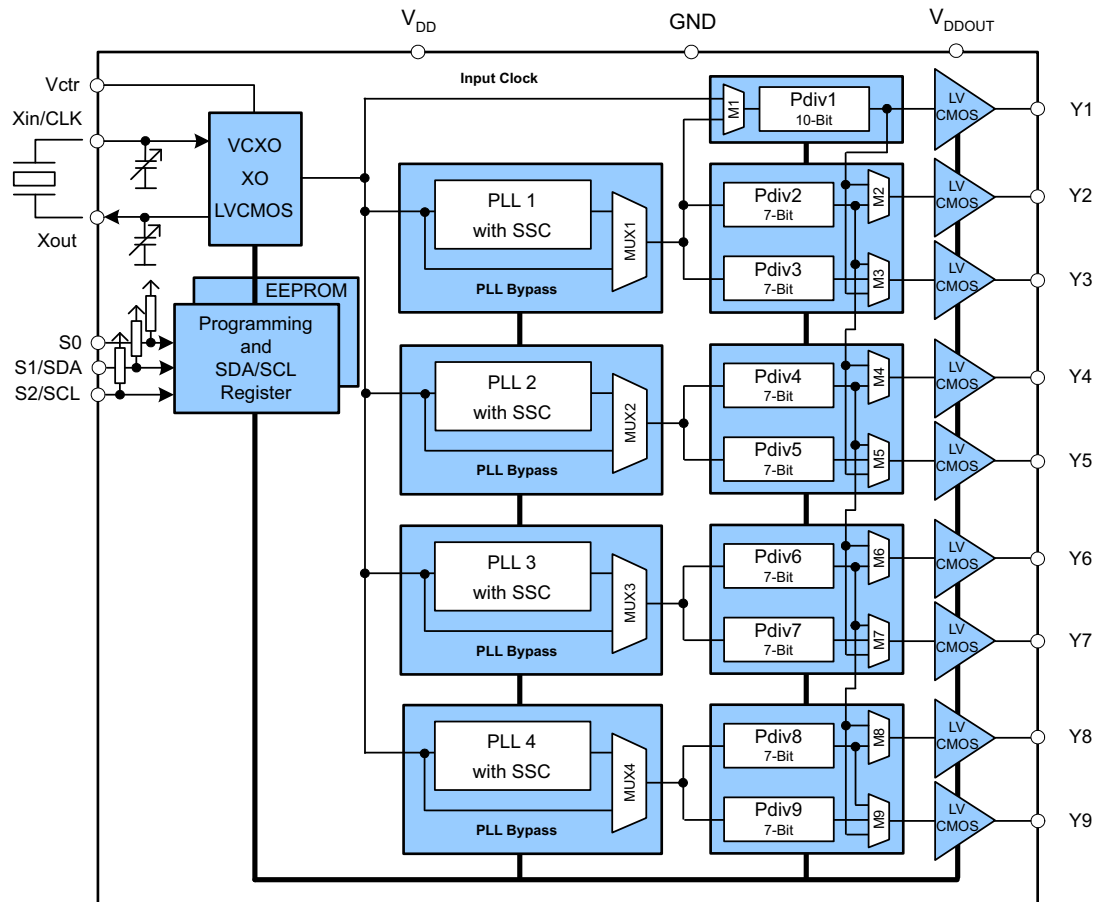 V_DD
GND
V_DDOUT
Vctr
Xin/CLK
Xout
S0
S1/SDA
S2/SCL
VCXO
XO
LVCMOS
EEPROM
Programming
and
SDA/SCL
Register
Input Clock
PLL 1
with SSC
MUX1
PLL Bypass
PLL 2
with SSC
MUX2
PLL Bypass
PLL 3
with SSC
MUX3
PLL Bypass
PLL 4
with SSC
MUX4
PLL Bypass
M1
Pdiv1
10-Bit
LV
CMOS
Y1
Pdiv2
7-Bit
M2
LV
CMOS
Y2
Pdiv3
7-Bit
M3
LV
CMOS
Y3
Pdiv4
7-Bit
M4
LV
CMOS
Y4
Pdiv5
7-Bit
M5
LV
CMOS
Y5
Pdiv6
7-Bit
M6
LV
CMOS
Y6
Pdiv7
7-Bit
M7
LV
CMOS
Y7
Pdiv8
7-Bit
M8
LV
CMOS
Y8
Pdiv9
7-Bit
M9
LV
CMOS
Y9